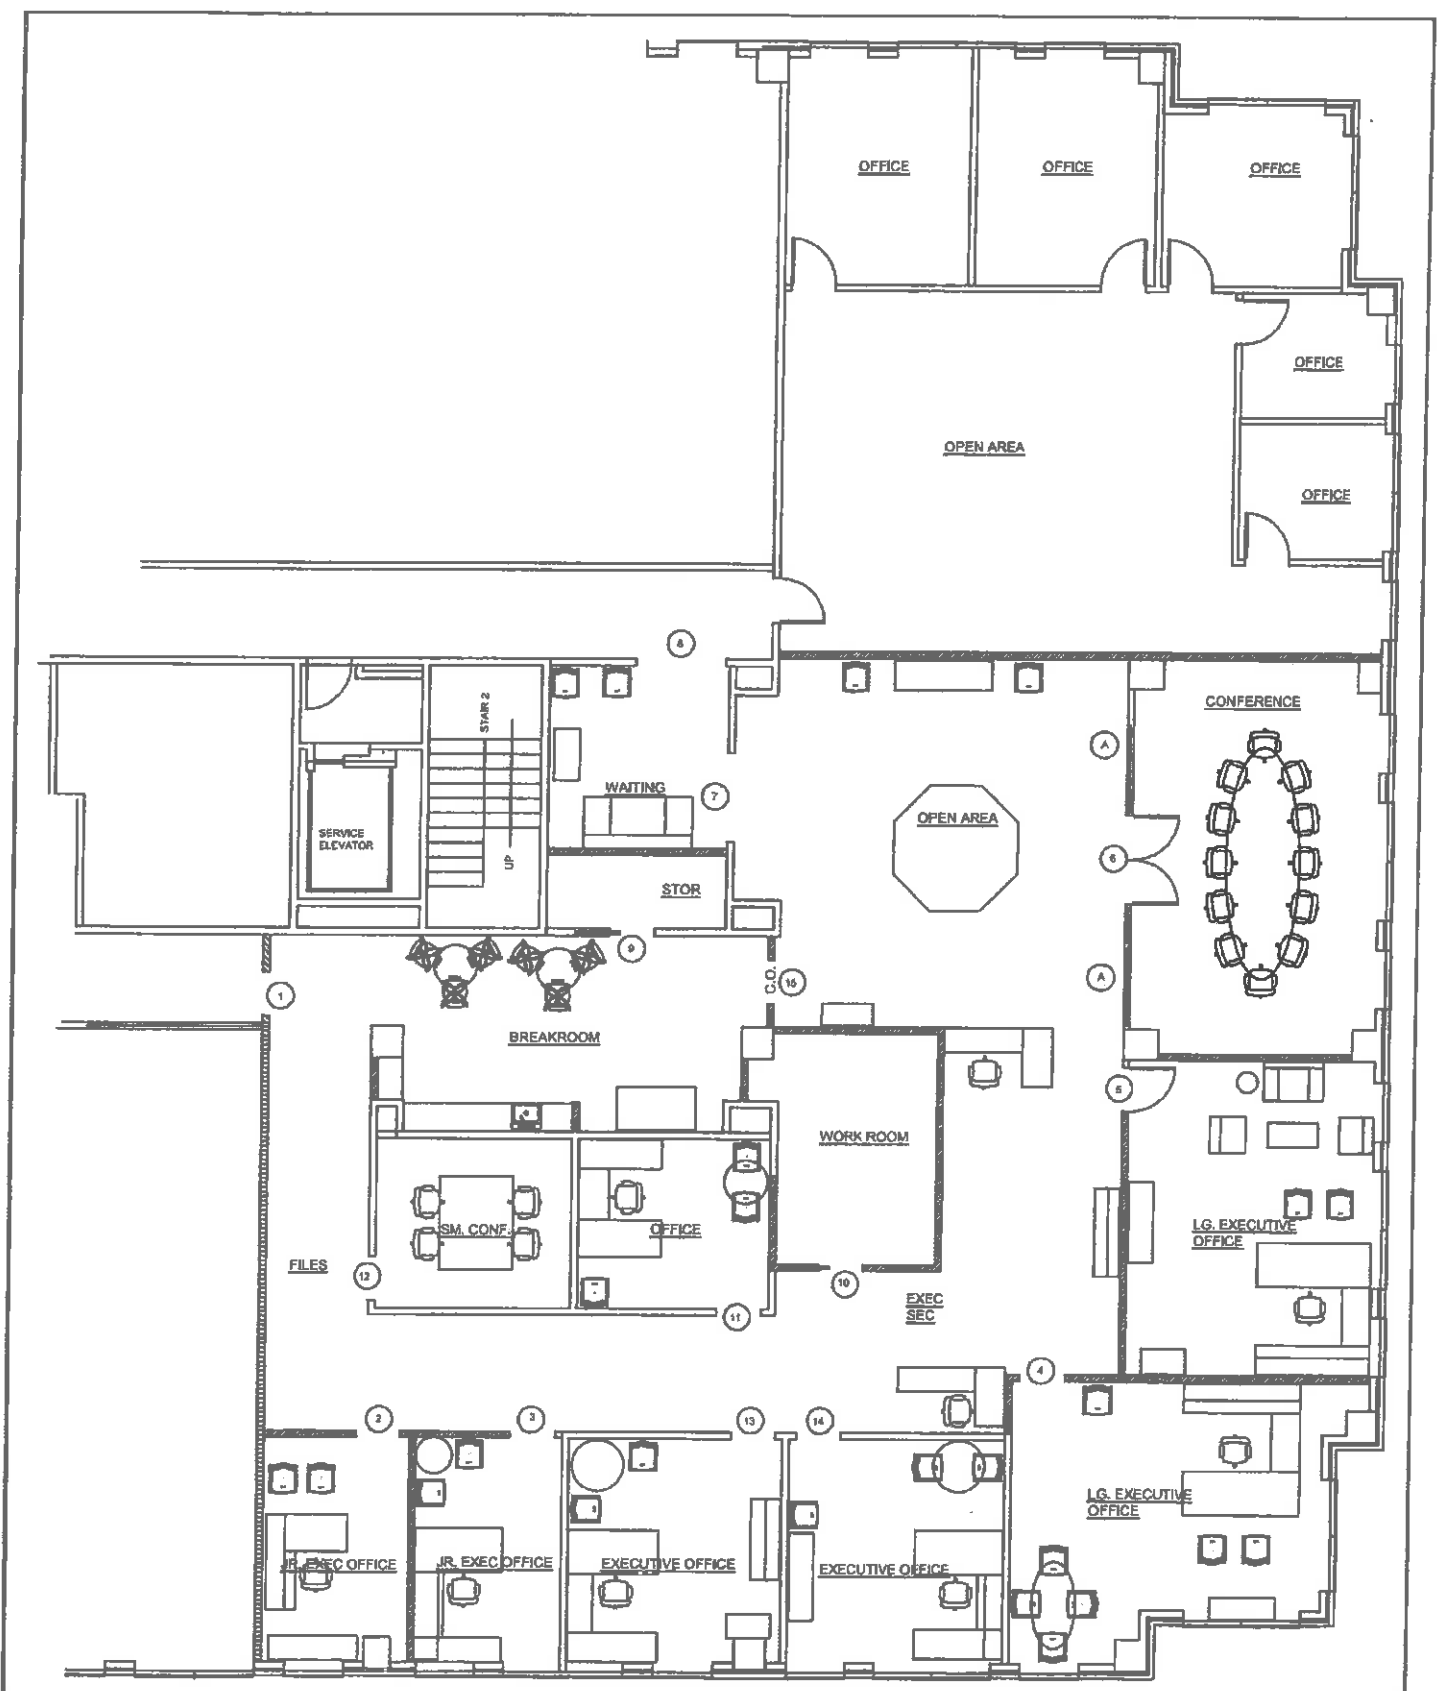 OFFICE
OFFICE
OFFICE
OFFICE
OPEN AREA
OFFICE
8
STAIR 2
CONFERENCE
A
WAITING
7
OPEN AREA
SERVICE
ELEVATOR
UP
6
STOR
9
C.O.
15
A
1
BREAKROOM
5
WORK ROOM
SM. CONF.
OFFICE
LG. EXECUTIVE
OFFICE
FILES
12
10
EXEC
SEC
11
4
2
3
13
14
LG. EXECUTIVE
OFFICE
JR. EXEC OFFICE
JR. EXEC OFFICE
EXECUTIVE OFFICE
EXECUTIVE OFFICE